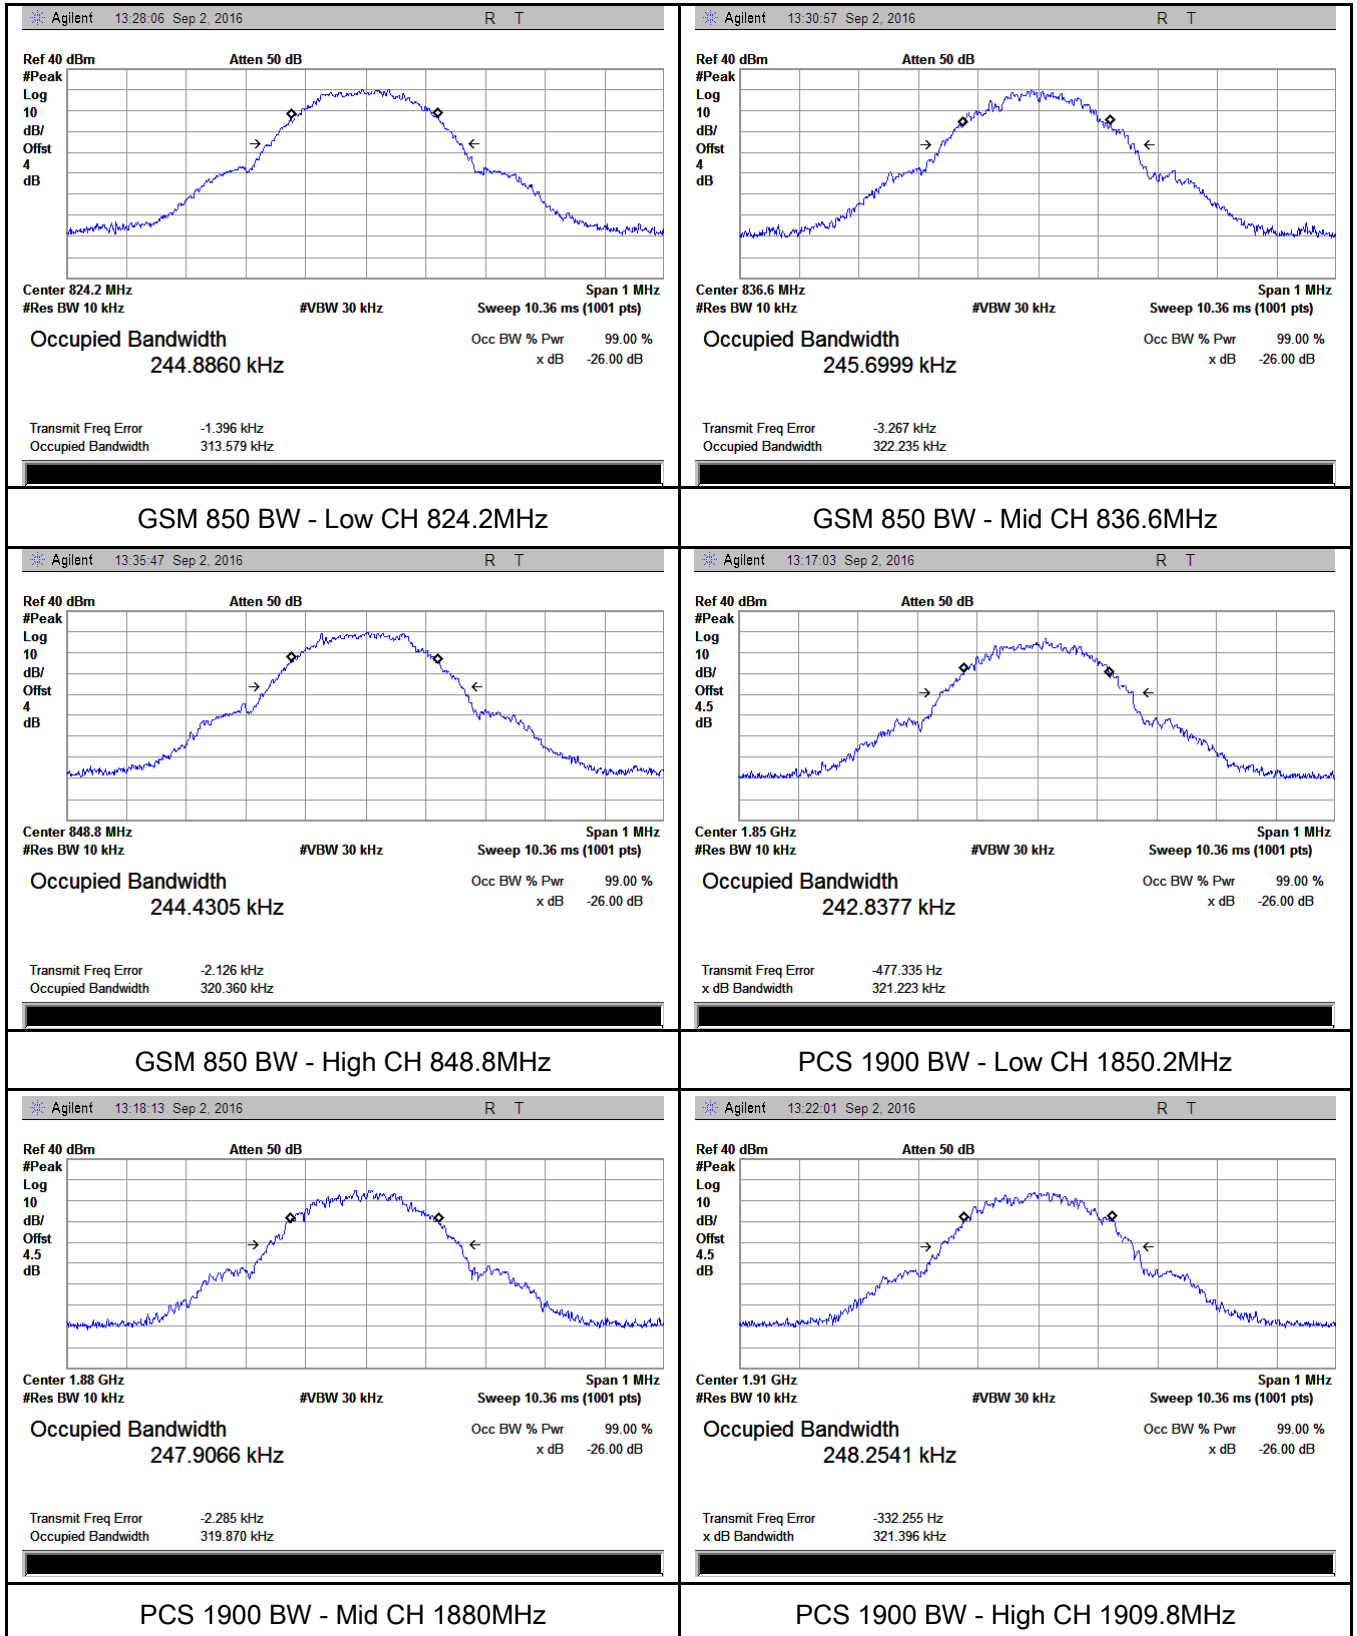 Agilent 13:28:06 Sep 2, 2016 R T
Ref 40 dBm Atten 50 dB
#Peak
Log
10
dB/
Offst
4
dB
Center 824.2 MHz Span 1 MHz
#Res BW 10 kHz #VBW 30 kHz Sweep 10.36 ms (1001 pts)
Occupied Bandwidth Occ BW % Pwr 99.00 %
244.8860 kHz x dB -26.00 dB
Transmit Freq Error -1.396 kHz
Occupied Bandwidth 313.579 kHz
GSM 850 BW - Low CH 824.2MHz
Agilent 13:30:57 Sep 2, 2016 R T
Ref 40 dBm Atten 50 dB
#Peak
Log
10
dB/
Offst
4
dB
Center 836.6 MHz Span 1 MHz
#Res BW 10 kHz #VBW 30 kHz Sweep 10.36 ms (1001 pts)
Occupied Bandwidth Occ BW % Pwr 99.00 %
245.6999 kHz x dB -26.00 dB
Transmit Freq Error -3.267 kHz
Occupied Bandwidth 322.235 kHz
GSM 850 BW - Mid CH 836.6MHz
Agilent 13:35:47 Sep 2, 2016 R T
Ref 40 dBm Atten 50 dB
#Peak
Log
10
dB/
Offst
4
dB
Center 848.8 MHz Span 1 MHz
#Res BW 10 kHz #VBW 30 kHz Sweep 10.36 ms (1001 pts)
Occupied Bandwidth Occ BW % Pwr 99.00 %
244.4305 kHz x dB -26.00 dB
Transmit Freq Error -2.126 kHz
Occupied Bandwidth 320.360 kHz
GSM 850 BW - High CH 848.8MHz
Agilent 13:17:03 Sep 2, 2016 R T
Ref 40 dBm Atten 50 dB
#Peak
Log
10
dB/
Offst
4.5
dB
Center 1.85 GHz Span 1 MHz
#Res BW 10 kHz #VBW 30 kHz Sweep 10.36 ms (1001 pts)
Occupied Bandwidth Occ BW % Pwr 99.00 %
242.8377 kHz x dB -26.00 dB
Transmit Freq Error -477.335 Hz
x dB Bandwidth 321.223 kHz
PCS 1900 BW - Low CH 1850.2MHz
Agilent 13:18:13 Sep 2, 2016 R T
Ref 40 dBm Atten 50 dB
#Peak
Log
10
dB/
Offst
4.5
dB
Center 1.88 GHz Span 1 MHz
#Res BW 10 kHz #VBW 30 kHz Sweep 10.36 ms (1001 pts)
Occupied Bandwidth Occ BW % Pwr 99.00 %
247.9066 kHz x dB -26.00 dB
Transmit Freq Error -2.285 kHz
Occupied Bandwidth 319.870 kHz
PCS 1900 BW - Mid CH 1880MHz
Agilent 13:22:01 Sep 2, 2016 R T
Ref 40 dBm Atten 50 dB
#Peak
Log
10
dB/
Offst
4.5
dB
Center 1.91 GHz Span 1 MHz
#Res BW 10 kHz #VBW 30 kHz Sweep 10.36 ms (1001 pts)
Occupied Bandwidth Occ BW % Pwr 99.00 %
248.2541 kHz x dB -26.00 dB
Transmit Freq Error -332.255 Hz
x dB Bandwidth 321.396 kHz
PCS 1900 BW - High CH 1909.8MHz